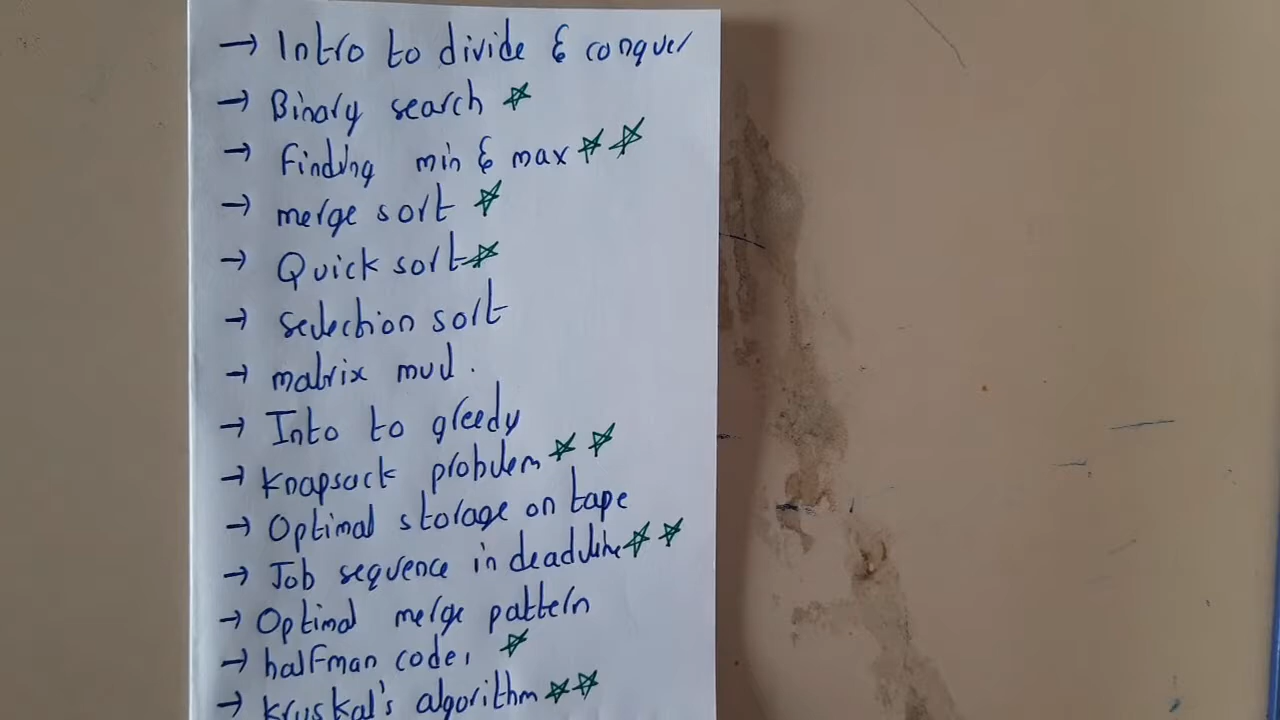 → Intro to divide & conquer
→ Binary search ☆
→ Finding min & max ☆ ☆
→ merge sort ☆
→ Quick sort ☆
→ selection sort
→ matrix mul.
→ Into to greedy
→ Knapsack problem ☆ ☆
→ Optimal storage on tape
→ Job sequence in deadline ☆ ☆
→ Optimal merge pattern
→ halfman code, ☆
→ Kruskal's algorithm ☆ ☆